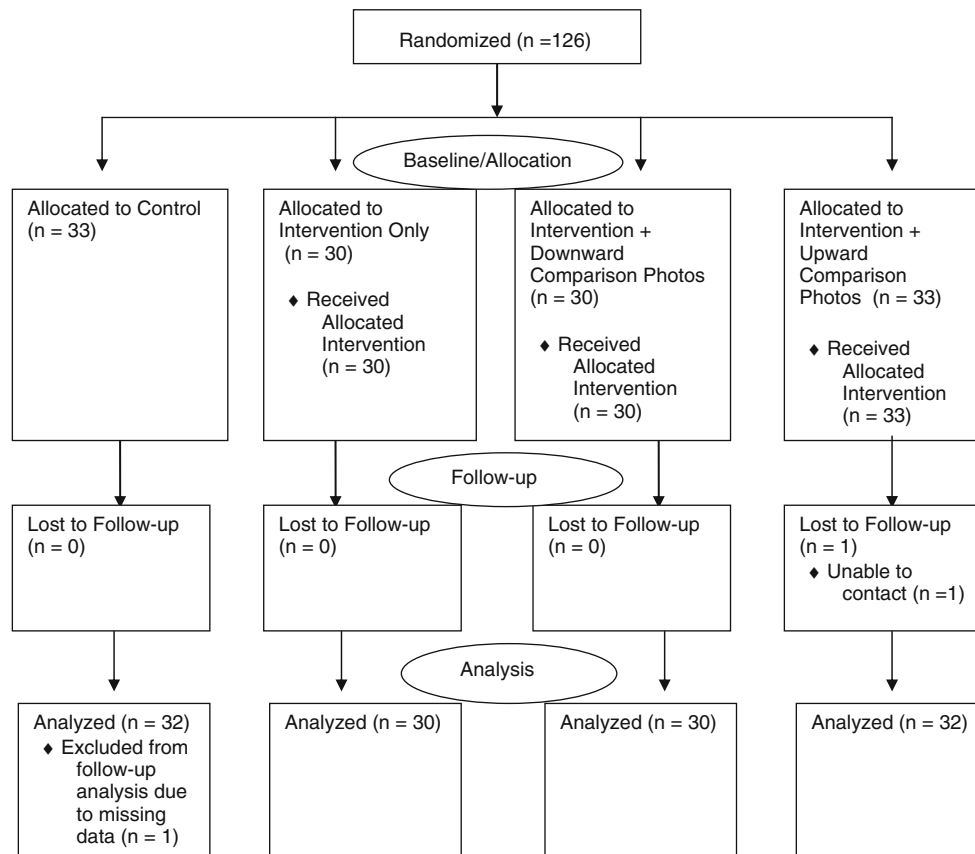 Randomized (n =126)
Baseline/Allocation
Allocated to Control
(n = 33)
Allocated to
Intervention Only
(n = 30)
♦ Received
Allocated
Intervention
(n = 30)
Allocated to
Intervention +
Downward
Comparison Photos
(n = 30)
♦ Received
Allocated
Intervention
(n = 30)
Allocated to
Intervention +
Upward
Comparison
Photos (n = 33)
♦ Received
Allocated
Intervention
(n = 33)
Follow-up
Lost to Follow-up
(n = 0)
Lost to Follow-up
(n = 0)
Lost to Follow-up
(n = 0)
Lost to Follow-up
(n = 1)
♦ Unable to
contact (n =1)
Analysis
Analyzed (n = 32)
♦ Excluded from
follow-up
analysis due
to missing
data (n = 1)
Analyzed (n = 30)
Analyzed (n = 30)
Analyzed (n = 32)